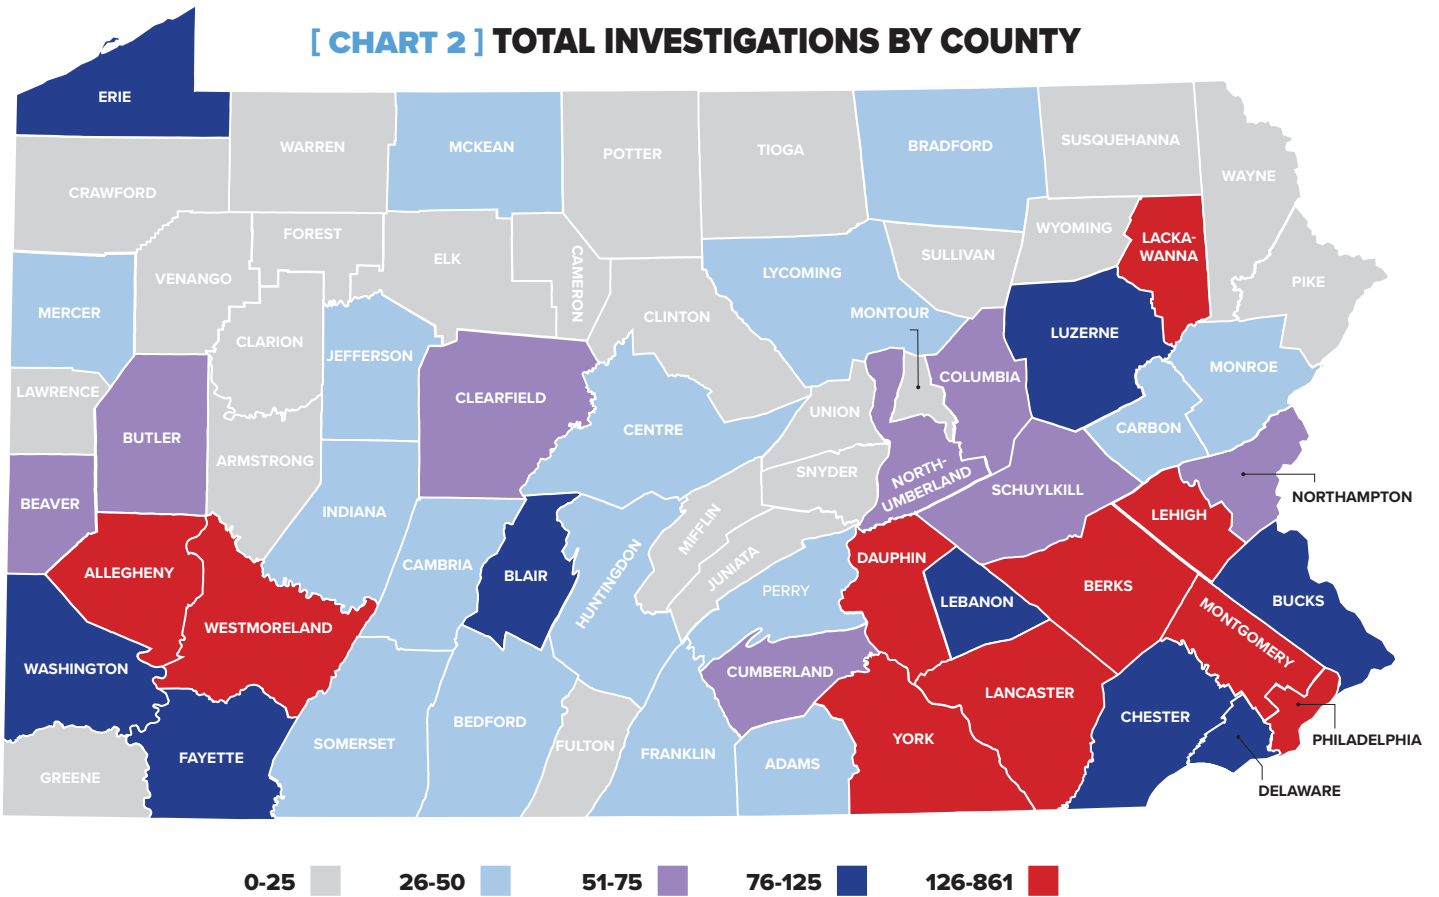 [ CHART 2 ] TOTAL INVESTIGATIONS BY COUNTY
ERIE
WARREN
MCKEAN
POTTER
TIOGA
BRADFORD
SUSQUEHANNA
WAYNE
CRAWFORD
FOREST
ELK
CAMERON
SULLIVAN
WYOMING
LACKA-
WANNA
VENANGO
LYCOMING
PIKE
MERCER
CLINTON
MONTOUR
LUZERNE
CLARION
JEFFERSON
COLUMBIA
MONROE
LAWRENCE
CLEARFIELD
UNION
CENTRE
CARBON
BUTLER
ARMSTRONG
SNYDER
NORTH-
UMBERLAND
SCHUYLKILL
NORTHAMPTON
BEAVER
INDIANA
MIFFLIN
LEHIGH
ALLEGHENY
CAMBRIA
BLAIR
HUNTINGDON
JUNIATA
PERRY
DAUPHIN
LEBANON
BERKS
BUCKS
WESTMORELAND
MONTGOMERY
WASHINGTON
CUMBERLAND
LANCASTER
CHESTER
BEDFORD
SOMERSET
FULTON
FRANKLIN
YORK
PHILADELPHIA
FAYETTE
GREENE
ADAMS
DELAWARE
0-25
26-50
51-75
76-125
126-861